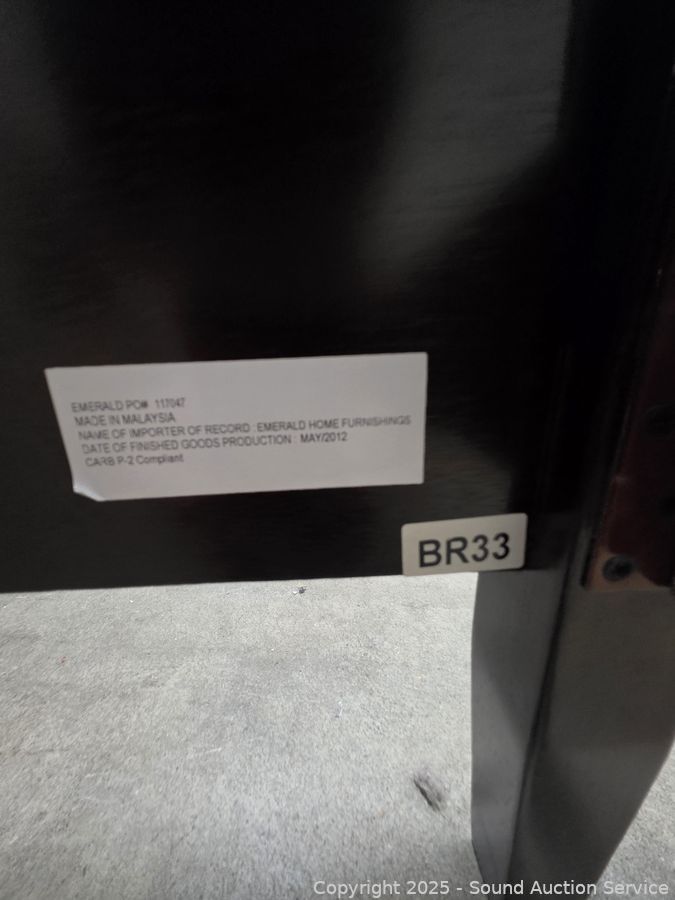 EMERALD PO# 117047
MADE IN MALAYSIA
NAME OF IMPORTER OF RECORD : EMERALD HOME FURNISHINGS
DATE OF FINISHED GOODS PRODUCTION : MAY/2012
CARB P-2 Compliant
BR33
Copyright © 2025 - Sound Auction Service